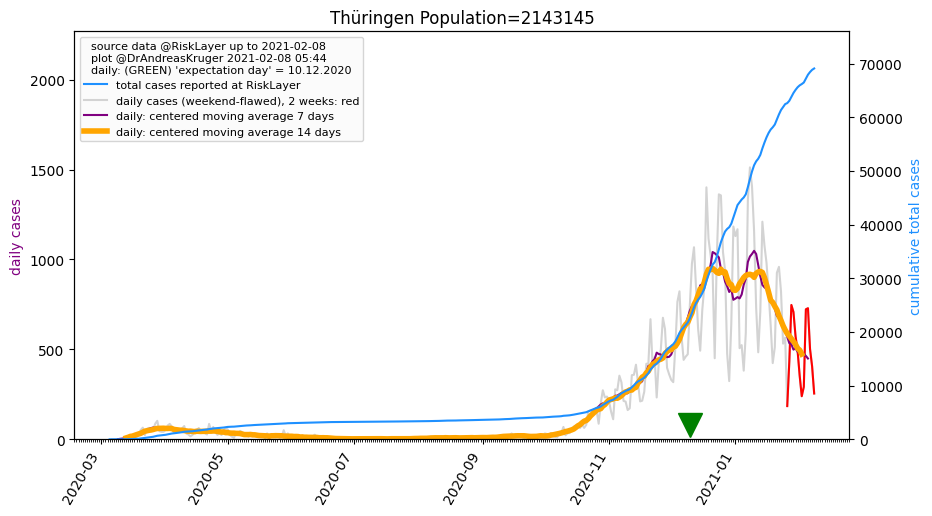 Thüringen Population=2143145
source data @RiskLayer up to 2021-02-08
plot @DrAndreasKruger 2021-02-08 05:44
daily: (GREEN) 'expectation day' = 10.12.2020
total cases reported at RiskLayer
daily cases (weekend-flawed), 2 weeks: red
daily: centered moving average 7 days
daily: centered moving average 14 days
daily cases
2000
1500
1000
500
0
70000
60000
50000
40000
30000
20000
10000
0
cumulative total cases
2020-03
2020-05
2020-07
2020-09
2020-11
2021-01